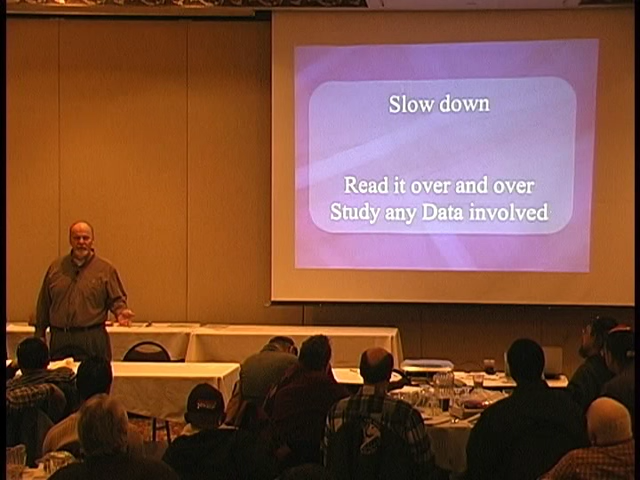 Slow down
Read it over and over
Study any Data involved